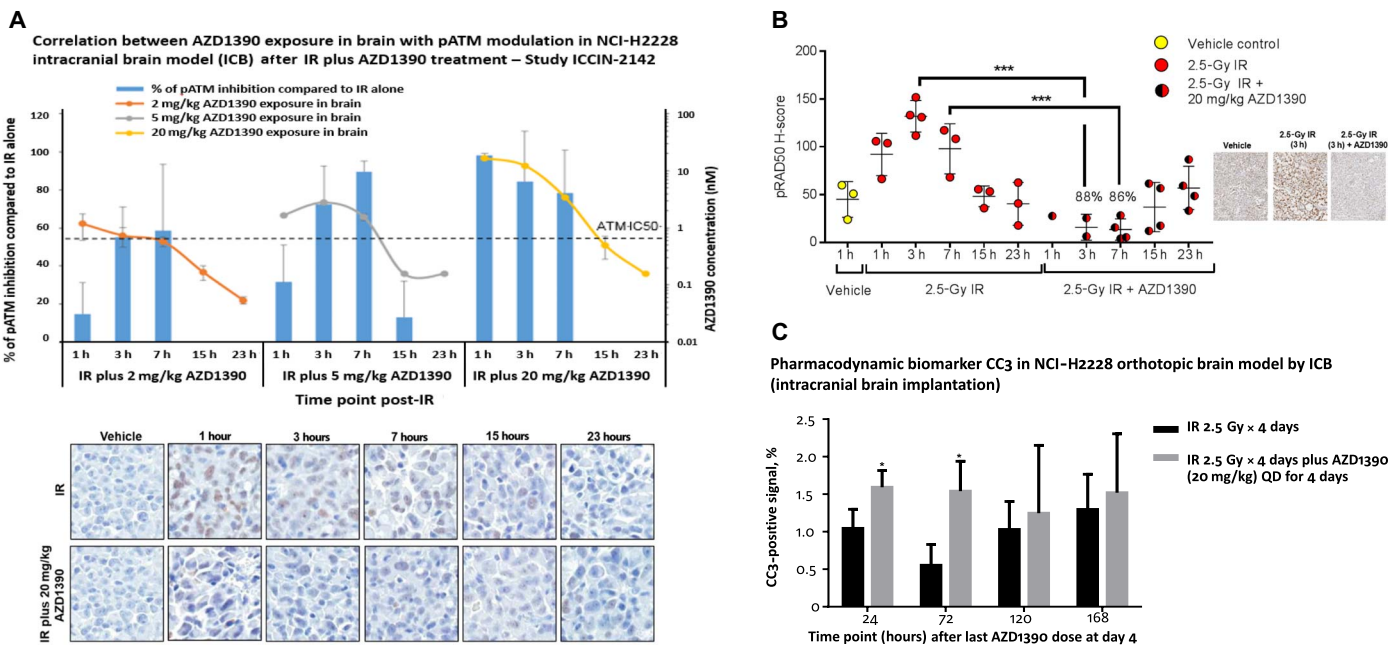 A
Correlation between AZD1390 exposure in brain with pATM modulation in NCI-H2228
intracranial brain model (ICB) after IR plus AZD1390 treatment – Study ICCIN-2142
% of pATM inhibition compared to IR alone
2 mg/kg AZD1390 exposure in brain
5 mg/kg AZD1390 exposure in brain
20 mg/kg AZD1390 exposure in brain
% of pATM inhibition compared to IR alone
120
100
80
60
40
20
0
100
10
1
0.1
0.01
AZD1390 concentration (nM)
ATM-IC50
1 h 3 h 7 h 15 h 23 h 1 h 3 h 7 h 15 h 23 h 1 h 3 h 7 h 15 h 23 h
IR plus 2 mg/kg AZD1390 IR plus 5 mg/kg AZD1390 IR plus 20 mg/kg AZD1390
Time point post-IR
Vehicle 1 hour 3 hours 7 hours 15 hours 23 hours
IR
IR plus 20 mg/kg
AZD1390
B
pRAD50 H-score
200
150
100
50
0
***
***
88% 86%
Vehicle control
2.5-Gy IR
2.5-Gy IR +
20 mg/kg AZD1390
1 h 1 h 3 h 7 h 15 h 23 h 1 h 3 h 7 h 15 h 23 h
Vehicle 2.5-Gy IR 2.5-Gy IR + AZD1390
Vehicle
2.5-Gy IR
(3 h)
2.5-Gy IR
(3 h) + AZD1390
C
Pharmacodynamic biomarker CC3 in NCI-H2228 orthotopic brain model by ICB
(intracranial brain implantation)
CC3-positive signal, %
2.5
2.0
1.5
1.0
0.5
0
* *
IR 2.5 Gy × 4 days
IR 2.5 Gy × 4 days plus AZD1390
(20 mg/kg) QD for 4 days
24 72 120 168
Time point (hours) after last AZD1390 dose at day 4